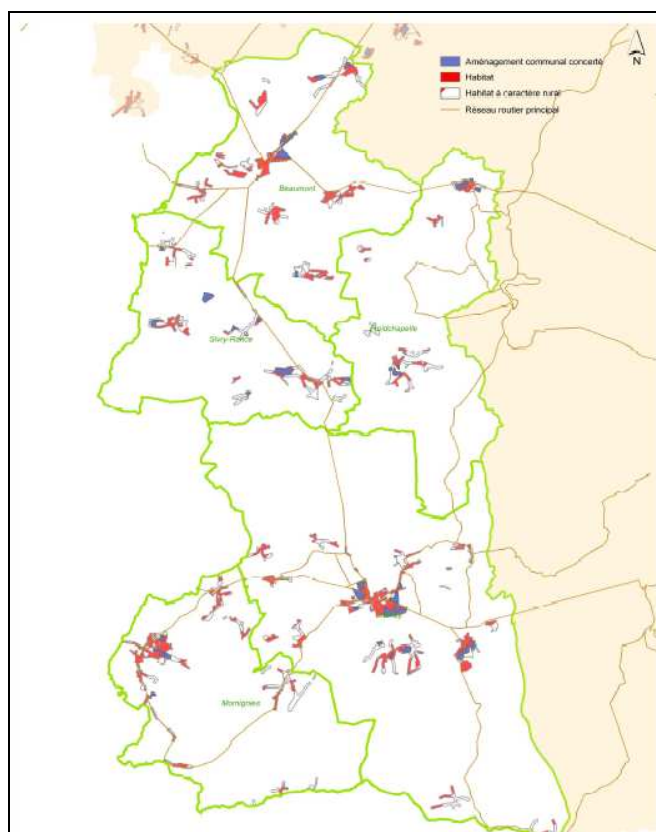 N
Aménagement communal concerté
Habitat
Habitat à caractère rural
Réseau routier principal
Beaumont
Froidchapelle
Sivry-Rance
Momignies